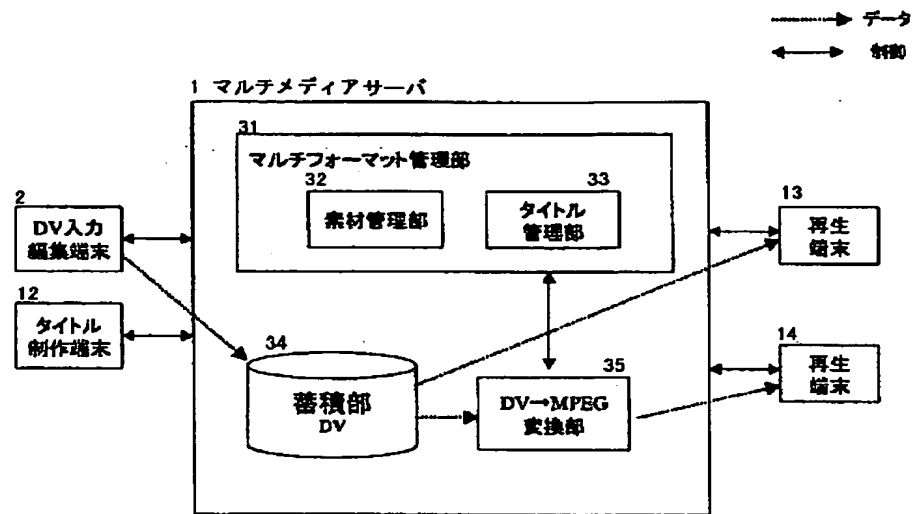 データ
制御
1 マルチメディアサーバ
31
マルチフォーマット管理部
32
素材管理部
33
タイトル
管理部
2
DV入力
編集端末
12
タイトル
制作端末
13
再生
端末
14
再生
端末
34
蓄積部
DV
35
DV→MPEG
変換部